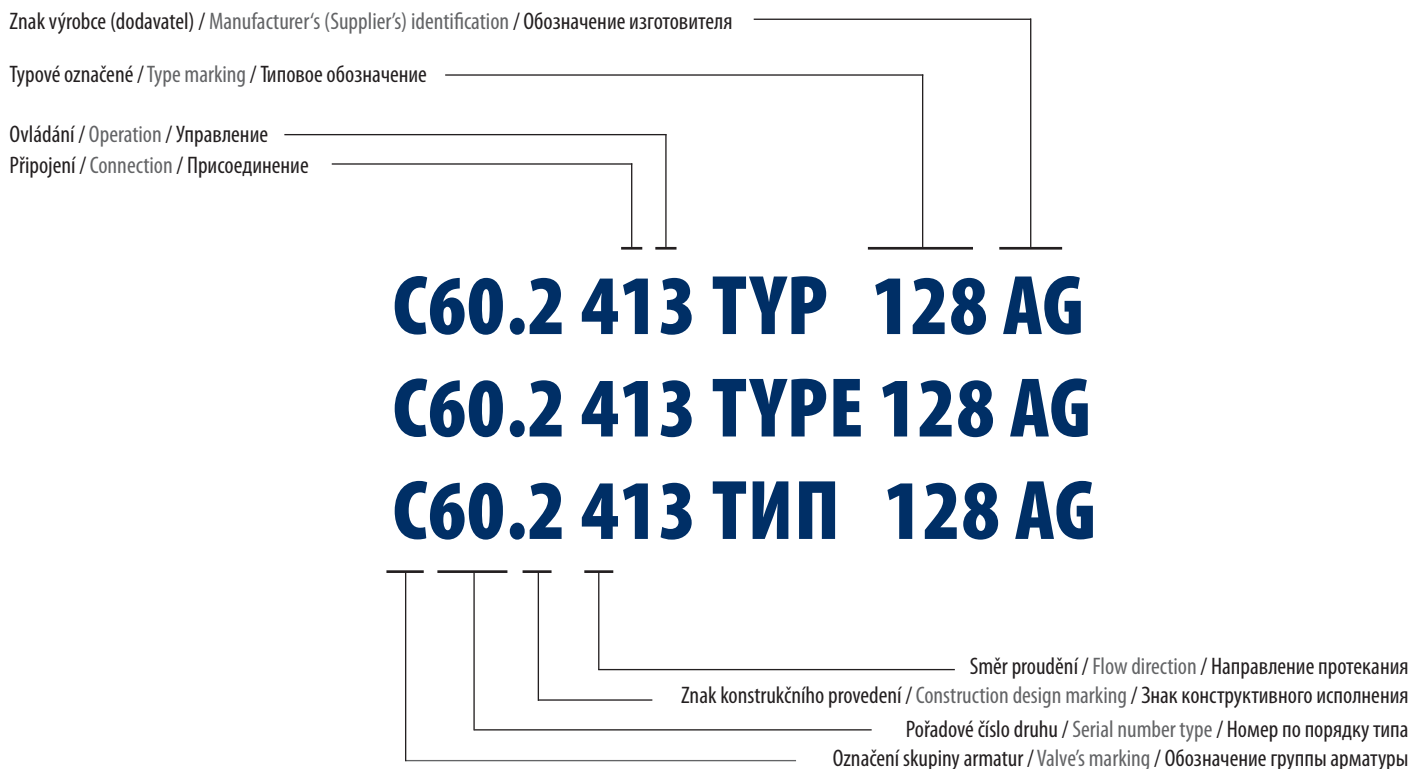 Znak výrobce (dodavatel) / Manufacturer‘s (Supplier’s) identification / Обозначение изготовителя
Typové označené / Type marking / Типовое обозначение
Ovládání / Operation / Управление
Připojení / Connection / Присоединение
C60.2 413 TYP 128 AG
C60.2 413 TYPE 128 AG
C60.2 413 ТИП 128 AG
Směr proudění / Flow direction / Направление протекания
Znak konstrukčního provedení / Construction design marking / Знак конструктивного исполнения
Pořadové číslo druhu / Serial number type / Номер по порядку типа
Označení skupiny armatur / Valve’s marking / Обозначение группы арматуры